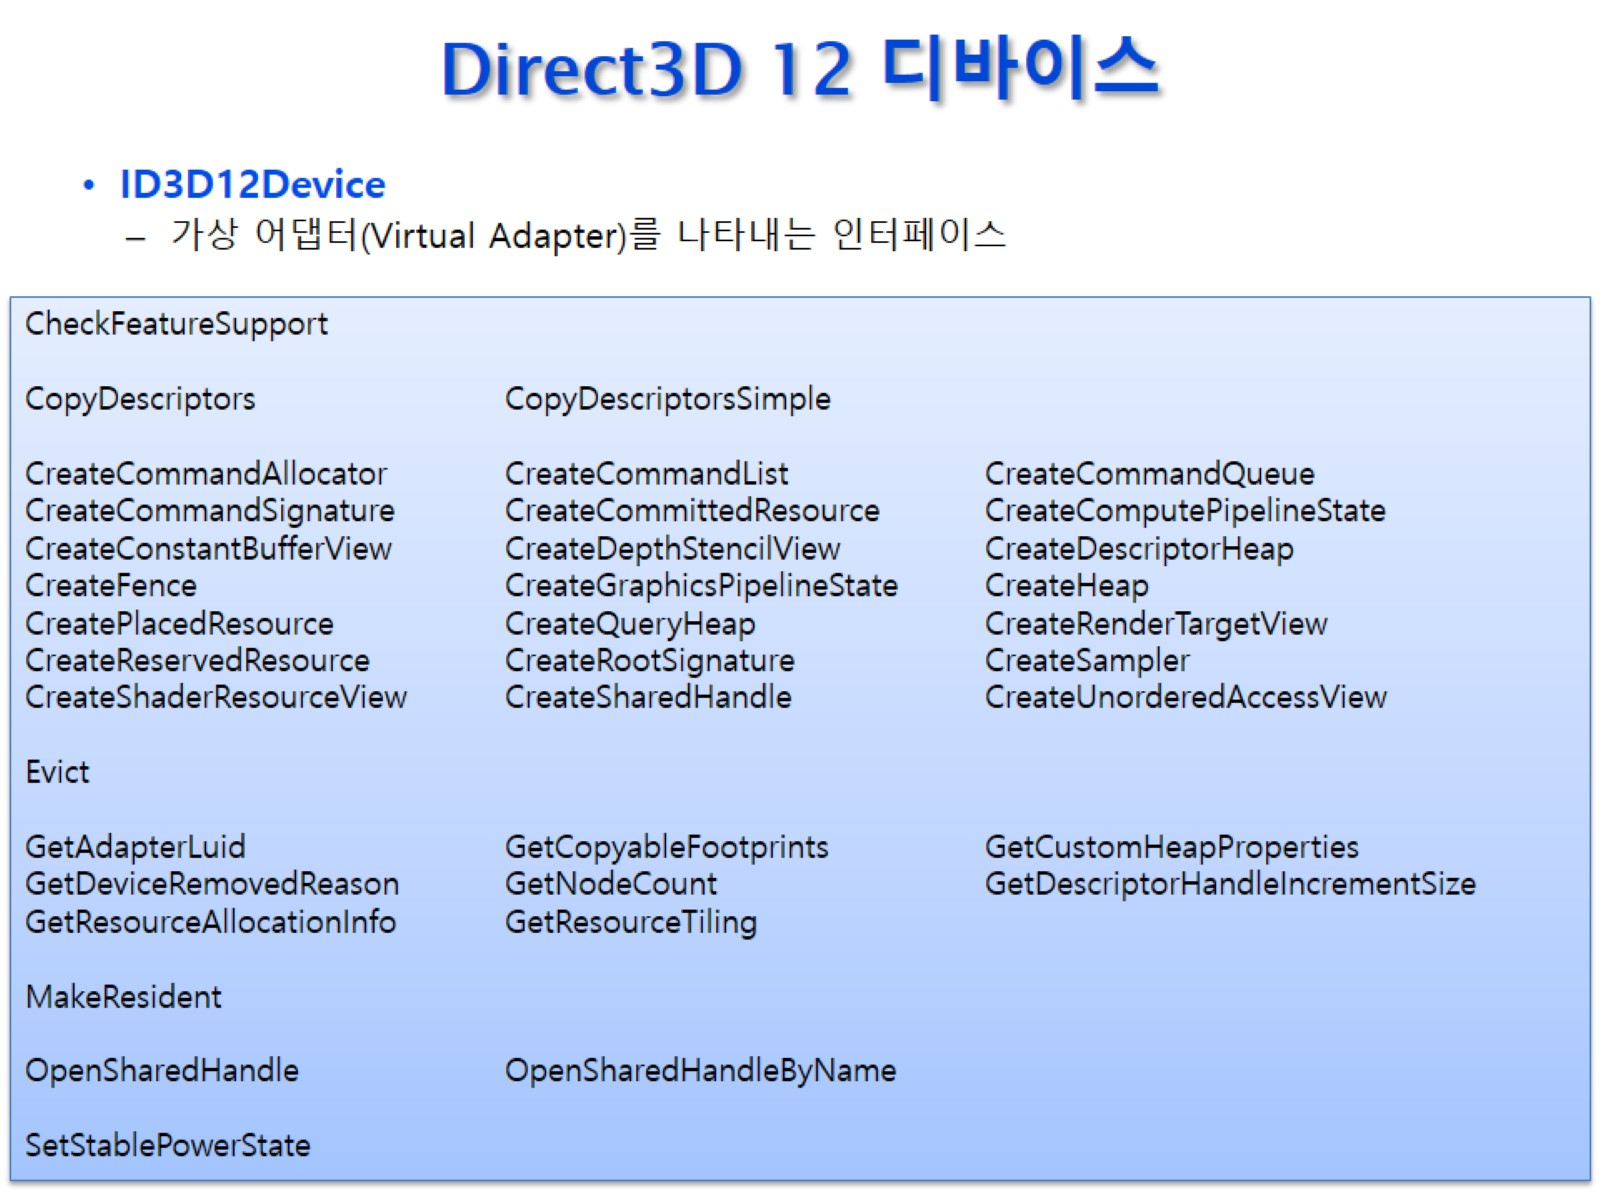 Direct3D 12 디바이스
• ID3D12Device
– 가상 어댑터(Virtual Adapter)를 나타내는 인터페이스
CheckFeatureSupport
CopyDescriptors CopyDescriptorsSimple
CreateCommandAllocator CreateCommandList CreateCommandQueue
CreateCommandSignature CreateCommittedResource CreateComputePipelineState
CreateConstantBufferView CreateDepthStencilView CreateDescriptorHeap
CreateFence CreateGraphicsPipelineState CreateHeap
CreatePlacedResource CreateQueryHeap CreateRenderTargetView
CreateReservedResource CreateRootSignature CreateSampler
CreateShaderResourceView CreateSharedHandle CreateUnorderedAccessView
Evict
GetAdapterLuid GetCopyableFootprints GetCustomHeapProperties
GetDeviceRemovedReason GetNodeCount GetDescriptorHandleIncrementSize
GetResourceAllocationInfo GetResourceTiling
MakeResident
OpenSharedHandle OpenSharedHandleByName
SetStablePowerState